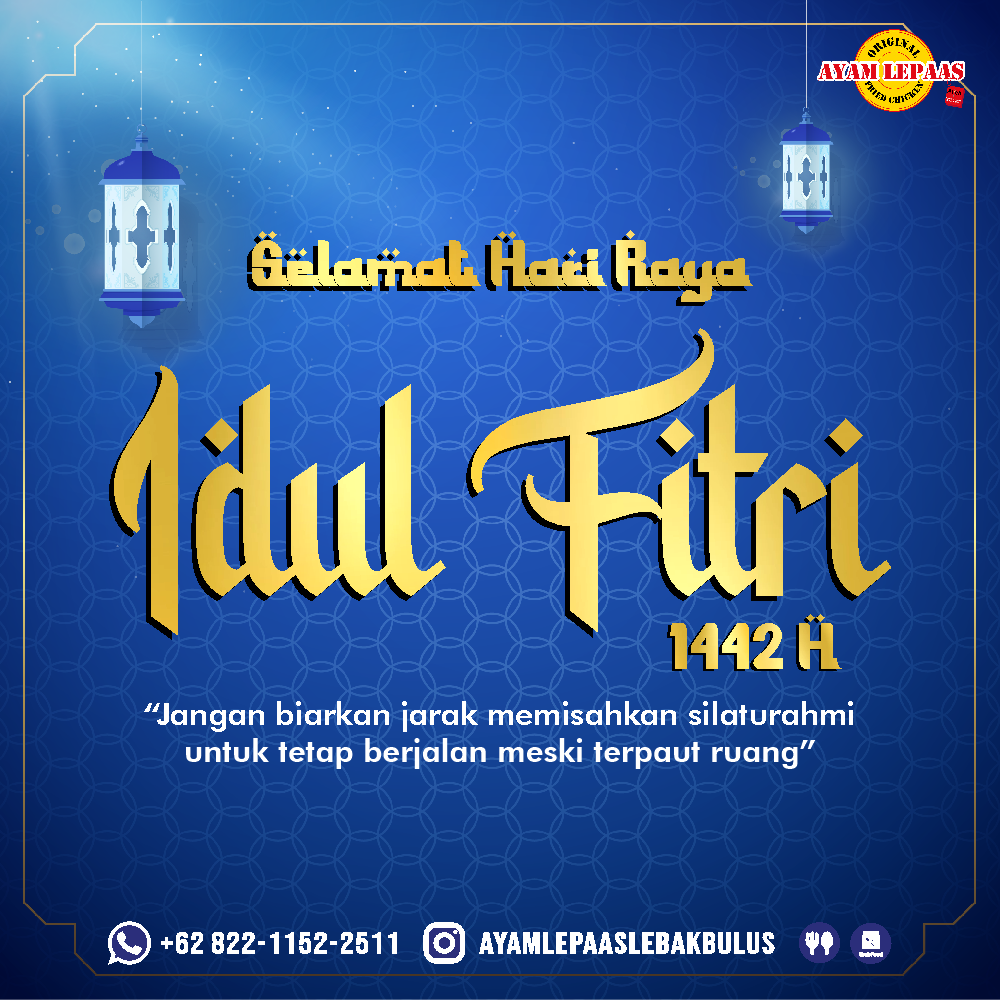 ORIGINAL
AYAM LEPAAS
FRIED CHICKEN
Selamat Hari Raya
Idul Fitri
1442 H
“Jangan biarkan jarak memisahkan silaturahmi
untuk tetap berjalan meski terpaut ruang”
+62 822-1152-2511 AYAMLEPAASLEBAKBULUS